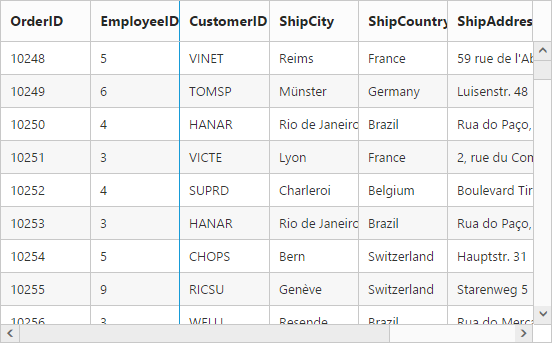 OrderID EmployeeID CustomerID ShipCity ShipCountry ShipAddres
10248 5 VINET Reims France 59 rue de l'Ab
10249 6 TOMSP Münster Germany Luisenstr. 48
10250 4 HANAR Rio de Janeiro Brazil Rua do Paço,
10251 3 VICTE Lyon France 2, rue du Com
10252 4 SUPRD Charleroi Belgium Boulevard Tir
10253 3 HANAR Rio de Janeiro Brazil Rua do Paço,
10254 5 CHOPS Bern Switzerland Hauptstr. 31
10255 9 RICSU Genève Switzerland Starenweg 5
10256 3 WELLI Resende Brazil Rua do Merca